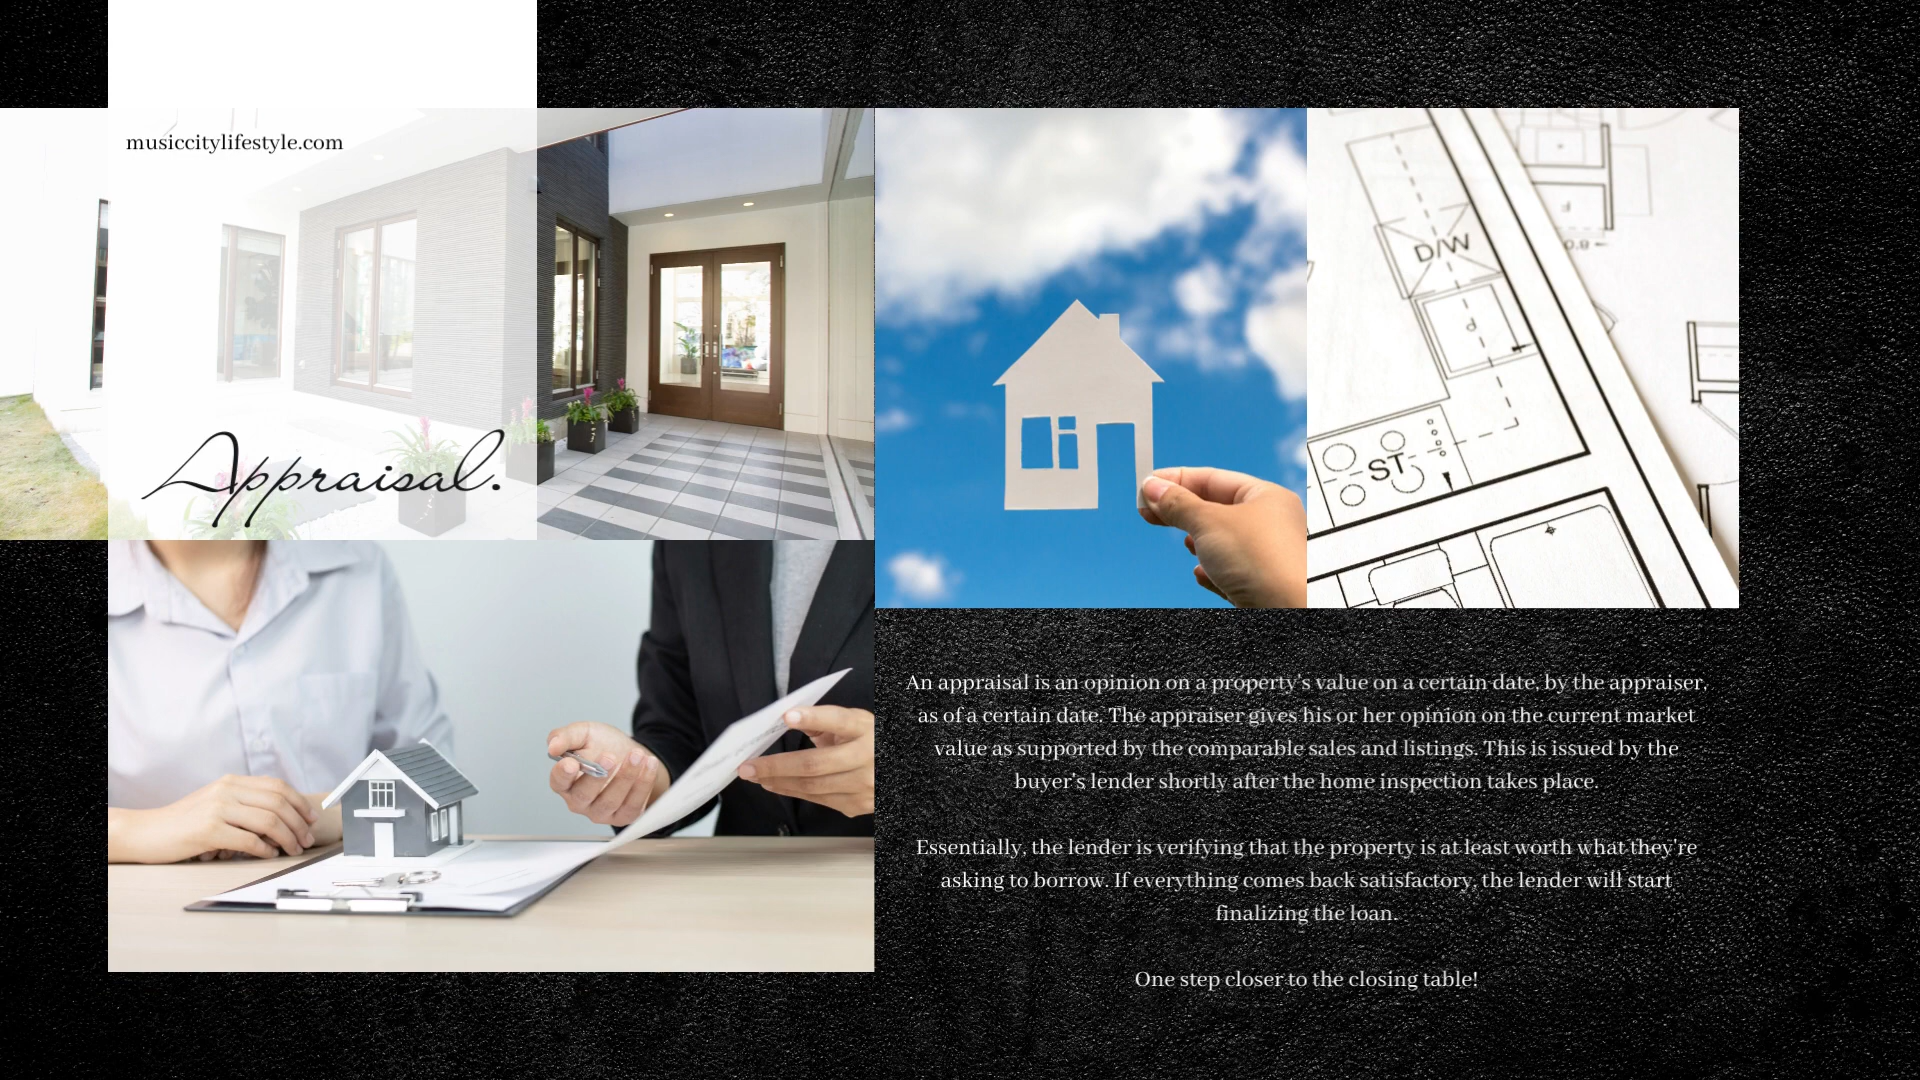 musiccitylifestyle.com
Appraisal.
D/W
ST
An appraisal is an opinion on a property's value on a certain date, by the appraiser,
as of a certain date. The appraiser gives his or her opinion on the current market
value as supported by the comparable sales and listings. This is issued by the
buyer's lender shortly after the home inspection takes place.
Essentially, the lender is verifying that the property is at least worth what they're
asking to borrow. If everything comes back satisfactory, the lender will start
finalizing the loan.
One step closer to the closing table!